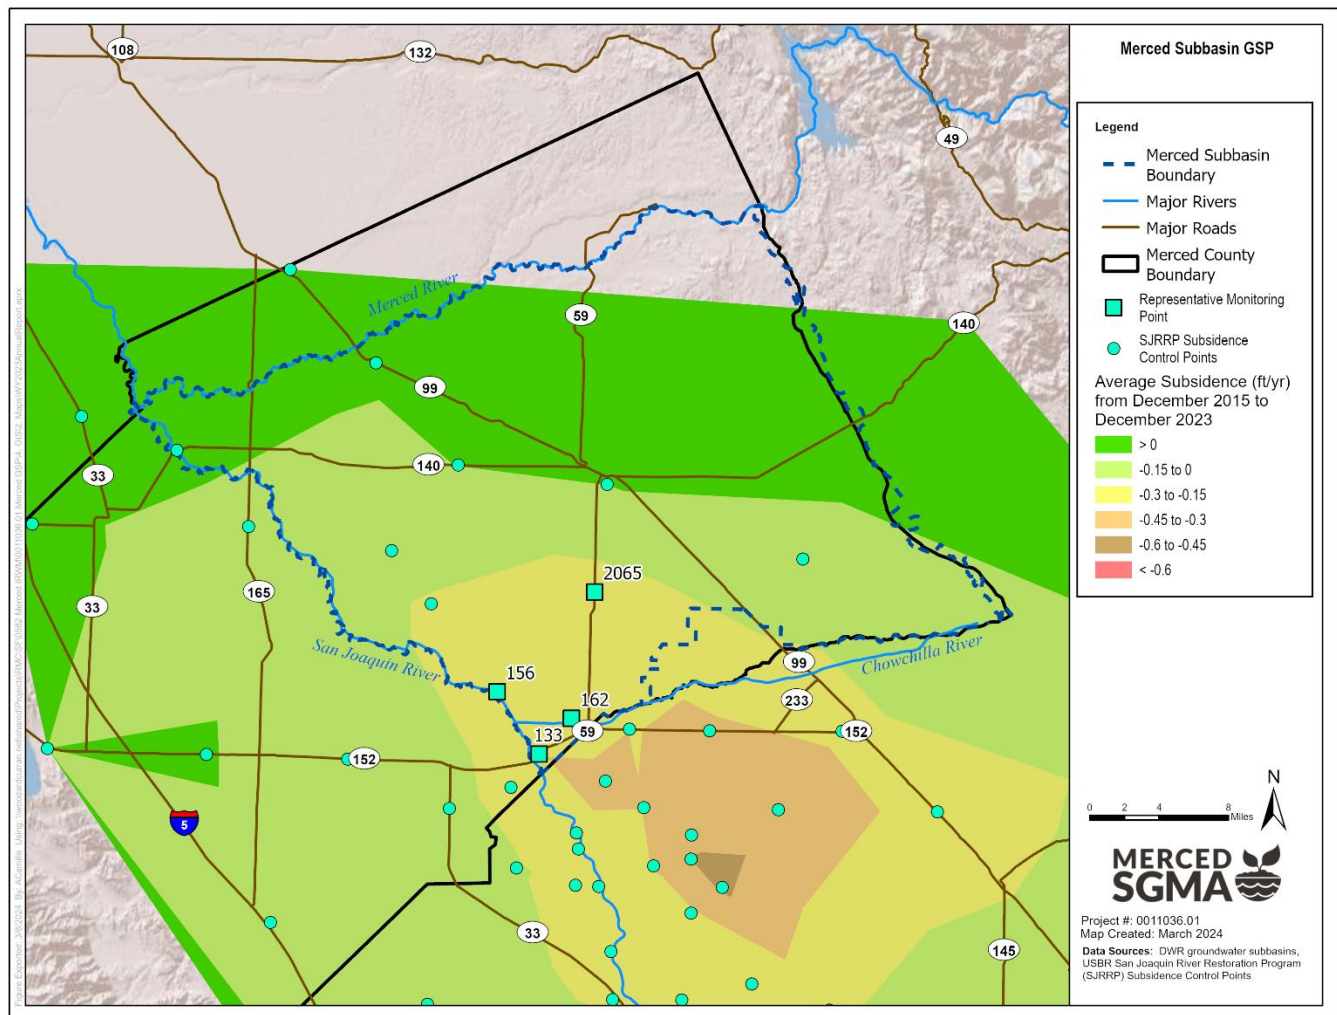 Merced Subbasin GSP
Legend
Merced Subbasin
Boundary
Major Rivers
Major Roads
Merced County
Boundary
Representative Monitoring
Point
SJRRP Subsidence
Control Points
Average Subsidence (ft/yr)
from December 2015 to
December 2023
> 0
-0.15 to 0
-0.3 to -0.15
-0.45 to -0.3
-0.6 to -0.45
< -0.6
108
132
49
Merced River
59
140
99
33
140
2065
165
33
San Joaquin River
156
162
133
59
99
Chowchilla River
233
152
152
5
33
145
N
0 2 4 8
Miles
MERCED
SGMA
Project #: 0011036.01
Map Created: March 2024
Data Sources: DWR groundwater subbasins,
USBR San Joaquin River Restoration Program
(SJRRP) Subsidence Control Points